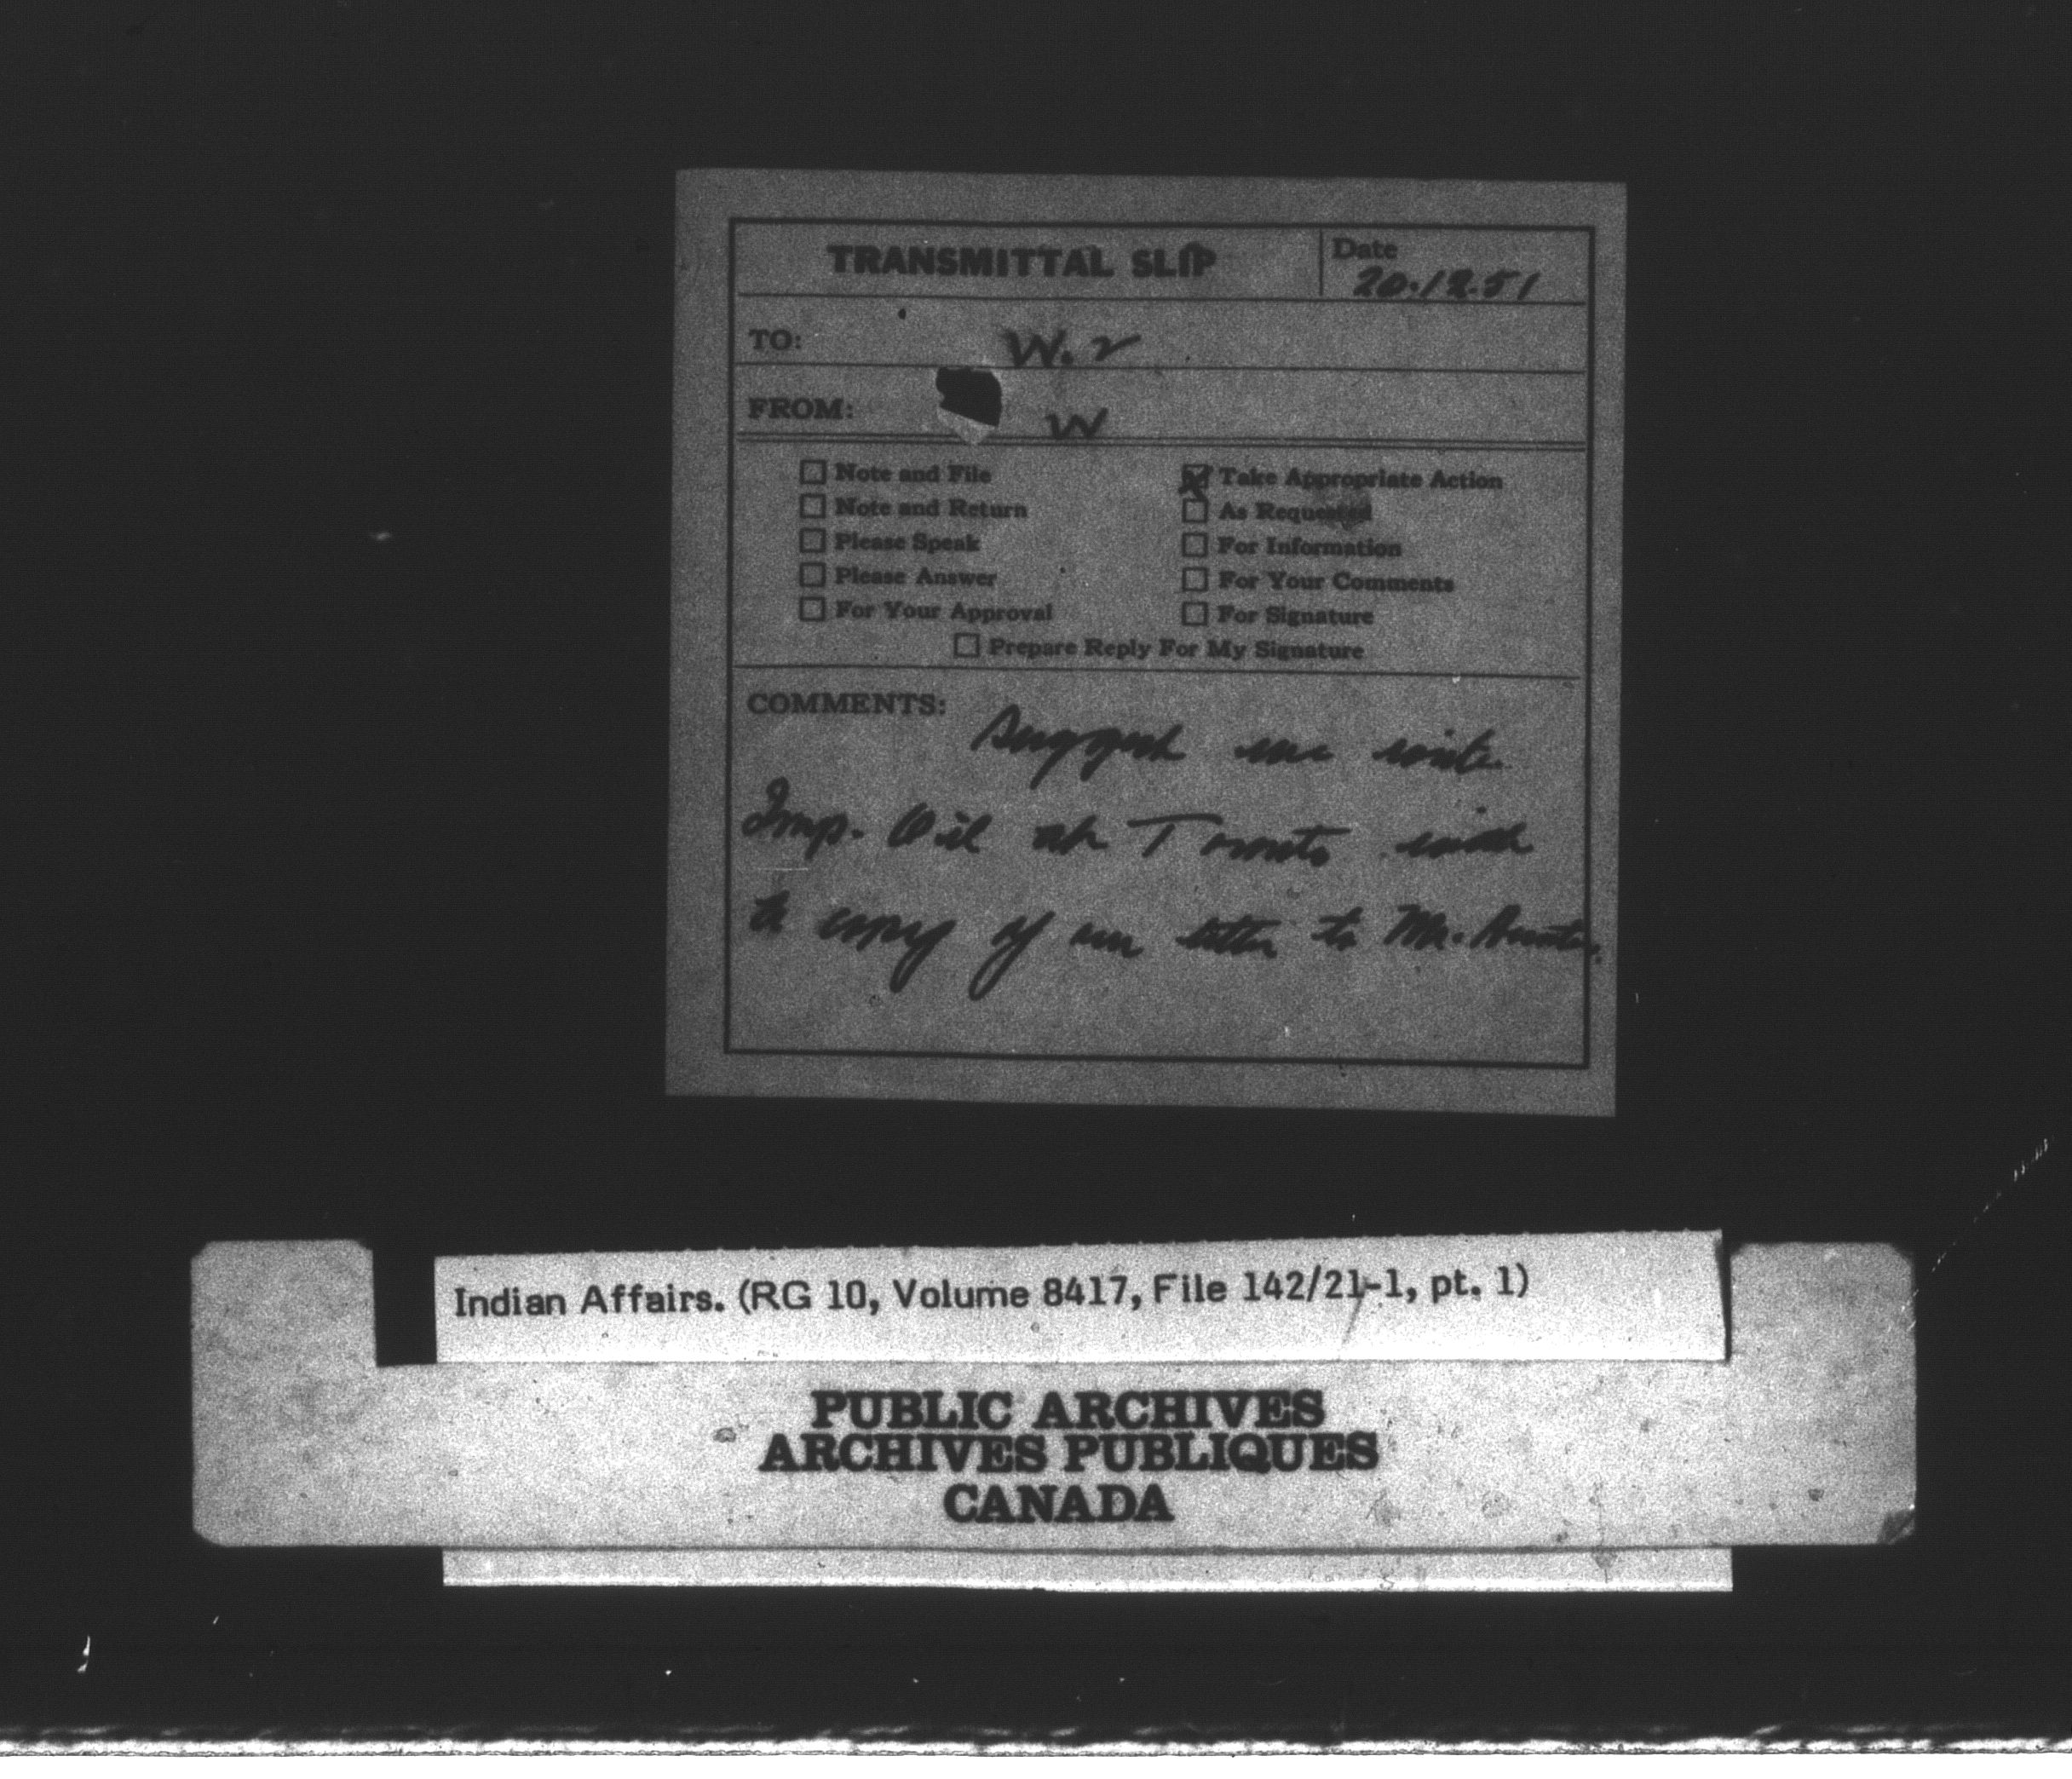 TRANSMITTAL SLIP
Date
20.12.51
TO: W. 2
FROM: W
Note and File
Note and Return
Please Speak
Please Answer
For Your Approval
Take Appropriate Action
As Requested
For Information
For Your Comments
For Signature
Prepare Reply For My Signature
COMMENTS: Suggest we write
Imp. Oil at Toronto with
a copy of our letter to Mr. Hunter.
Indian Affairs. (RG 10, Volume 8417, File 142/21-1, pt. 1)
PUBLIC ARCHIVES
ARCHIVES PUBLIQUES
CANADA